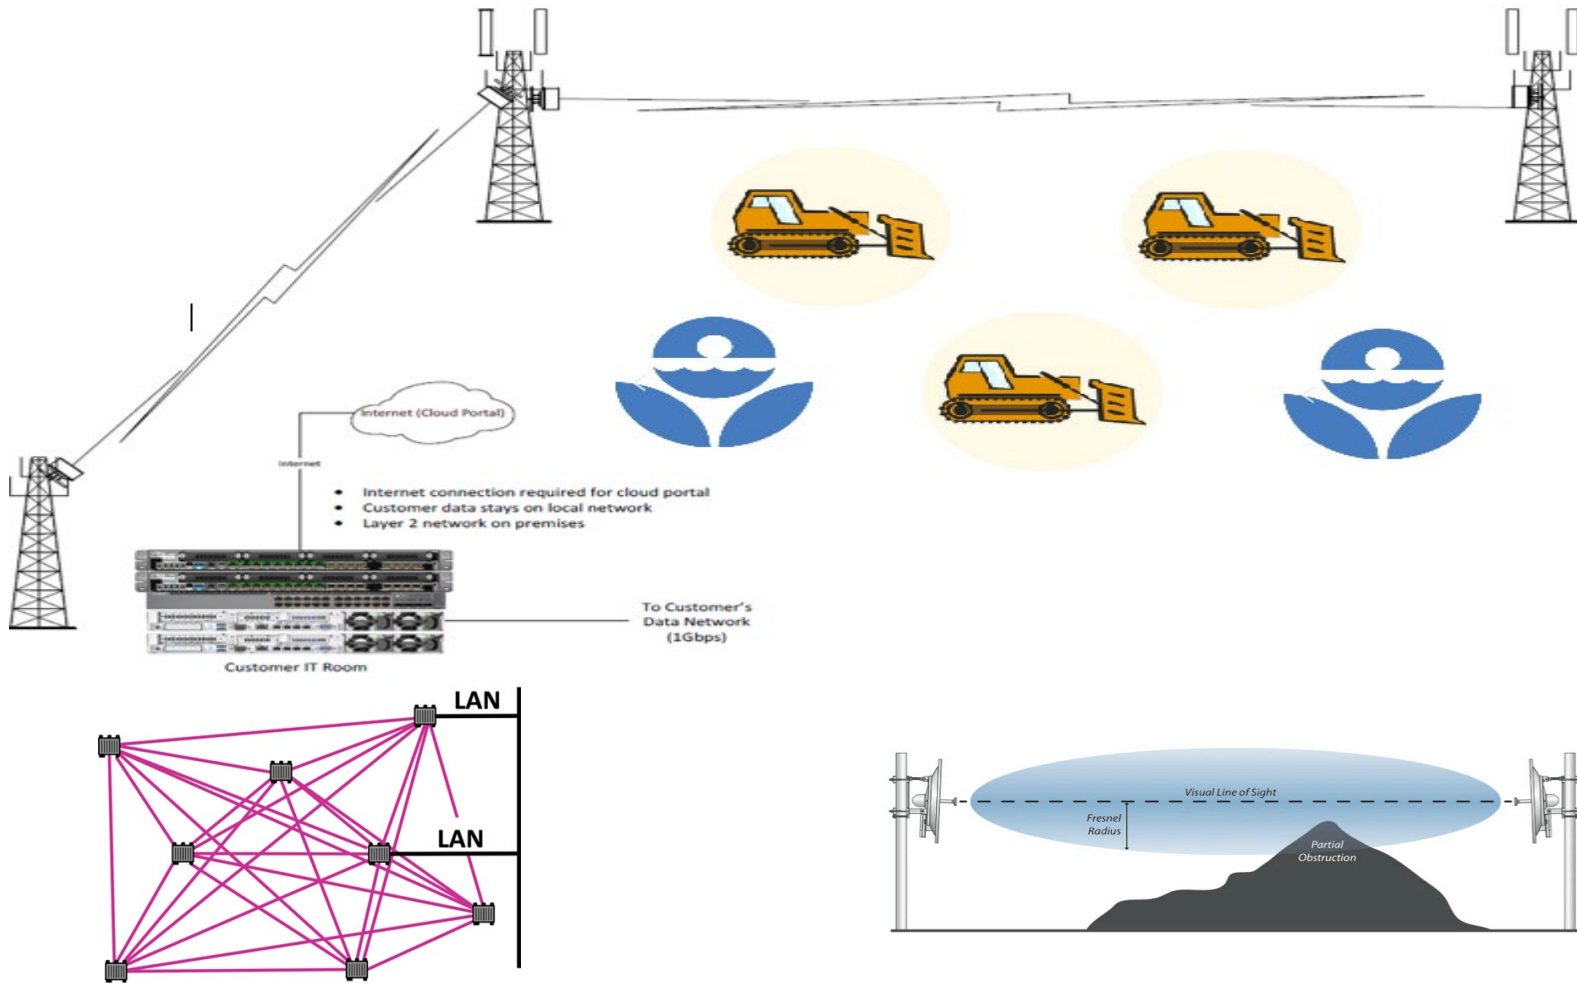 Internet (Cloud Portal)
Internet
• Internet connection required for cloud portal
• Customer data stays on local network
• Layer 2 network on premises
To Customer's
Data Network
(1Gbps)
Customer IT Room
LAN
LAN
Visual Line of Sight
Fresnel
Radius
Partial
Obstruction